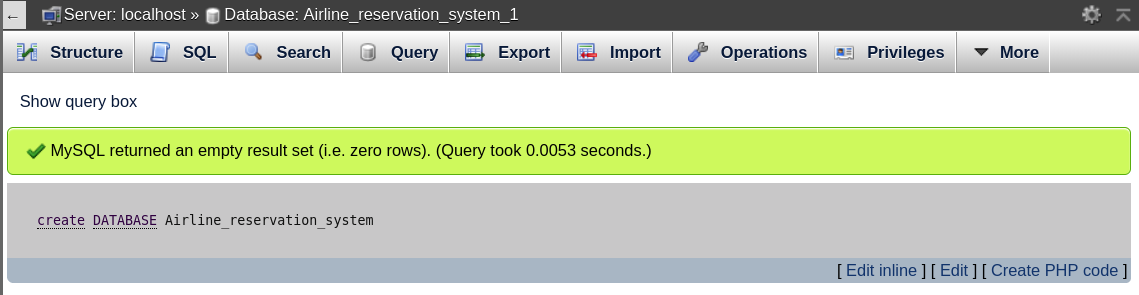 Server: localhost » Database: Airline_reservation_system_1
Structure SQL Search Query Export Import Operations Privileges More
Show query box
MySQL returned an empty result set (i.e. zero rows). (Query took 0.0053 seconds.)
create DATABASE Airline_reservation_system
[ Edit inline ] [ Edit ] [ Create PHP code ]